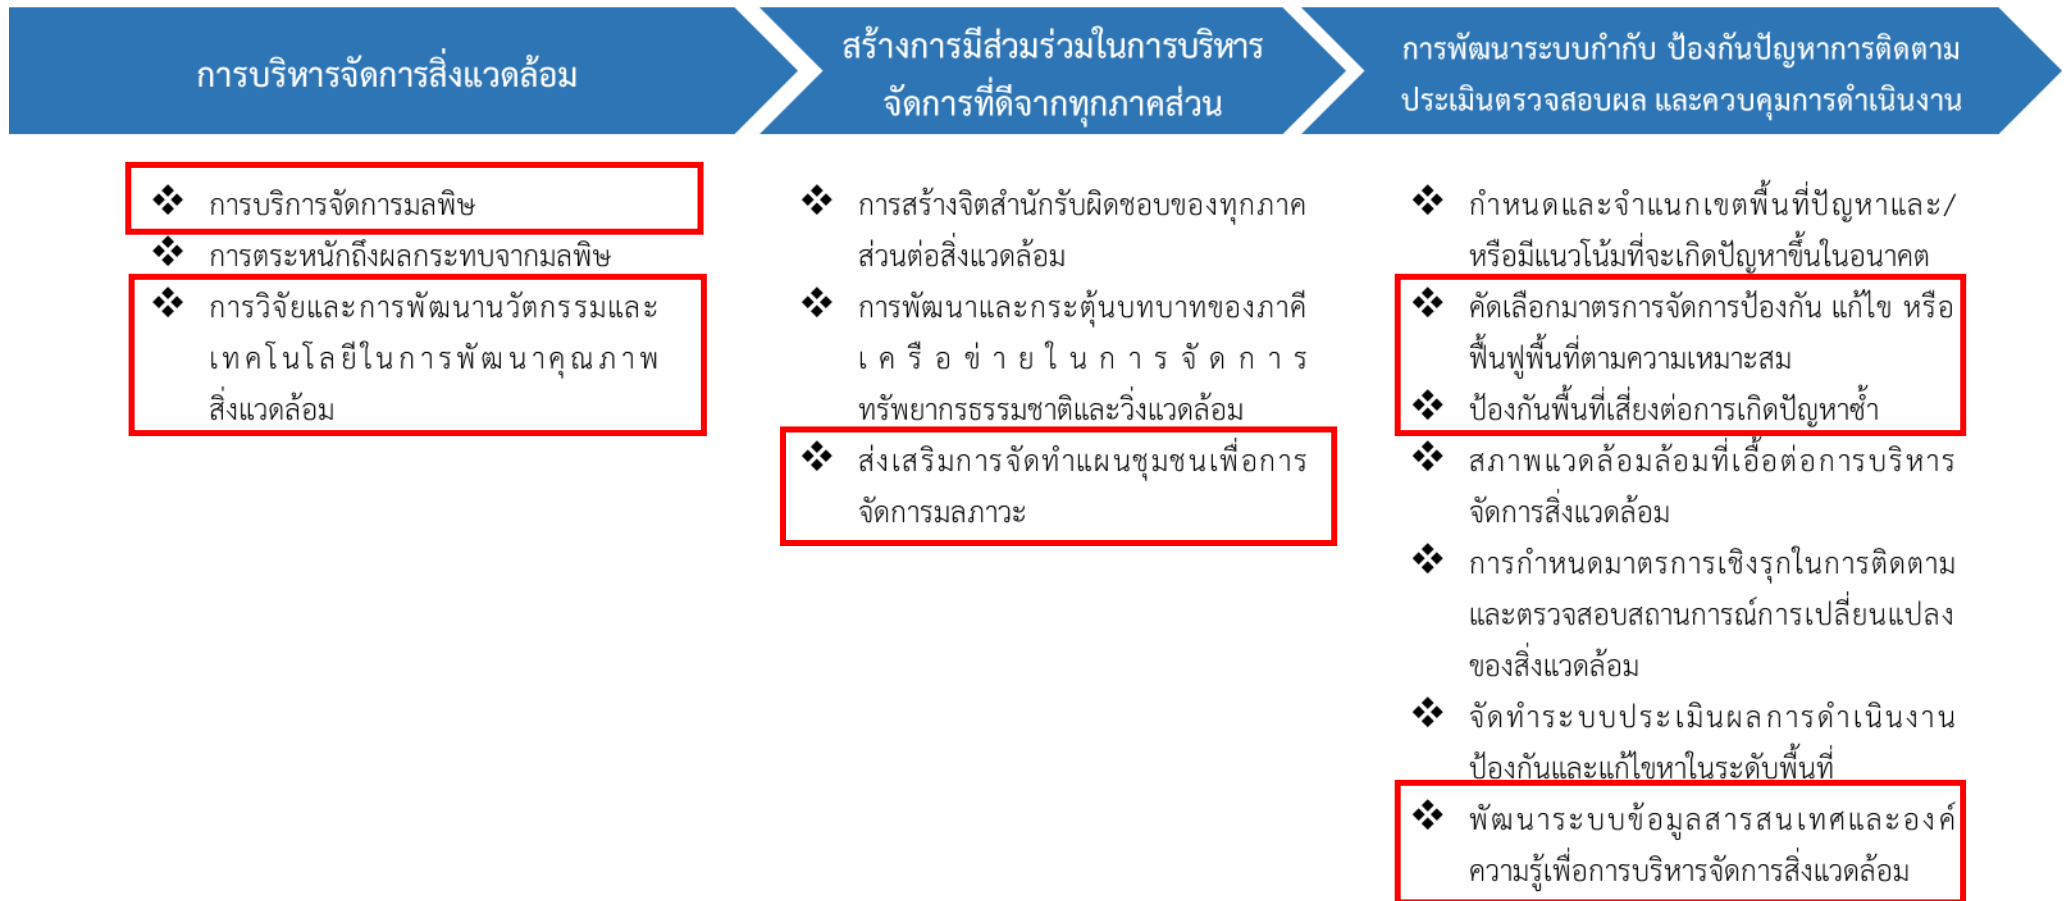 การบริหารจัดการสิ่งแวดล้อม
สร้างการมีส่วมร่วมในการบริหาร
จัดการที่ดีจากทุกภาคส่วน
การพัฒนาระบบกำกับ ป้องกันปัญหาการติดตาม
ประเมินตรวจสอบผล และควบคุมการดำเนินงาน
❖ การบริการจัดการมลพิษ
❖ การตระหนักถึงผลกระทบจากมลพิษ
❖ การวิจัยและการพัฒนานวัตกรรมและ
เทคโนโลยีในการพัฒนาคุณภาพ
สิ่งแวดล้อม
❖ การสร้างจิตสำนักรับผิดชอบของทุกภาค
ส่วนต่อสิ่งแวดล้อม
❖ การพัฒนาและกระตุ้นบทบาทของภาคี
เครือข่ายในการจัดการ
ทรัพยากรธรรมชาติและวิ่งแวดล้อม
❖ ส่งเสริมการจัดทำแผนชุมชนเพื่อการ
จัดการมลภาวะ
❖ กำหนดและจำแนกเขตพื้นที่ปัญหาและ/
หรือมีแนวโน้มที่จะเกิดปัญหาขึ้นในอนาคต
❖ คัดเลือกมาตรการจัดการป้องกัน แก้ไข หรือ
ฟื้นฟูพื้นที่ตามความเหมาะสม
❖ ป้องกันพื้นที่เสี่ยงต่อการเกิดปัญหาซ้ำ
❖ สภาพแวดล้อมล้อมที่เอื้อต่อการบริหาร
จัดการสิ่งแวดล้อม
❖ การกำหนดมาตรการเชิงรุกในการติดตาม
และตรวจสอบสถานการณ์การเปลี่ยนแปลง
ของสิ่งแวดล้อม
❖ จัดทำระบบประเมินผลการดำเนินงาน
ป้องกันและแก้ไขหาในระดับพื้นที่
❖ พัฒนาระบบข้อมูลสารสนเทศและองค์
ความรู้เพื่อการบริหารจัดการสิ่งแวดล้อม